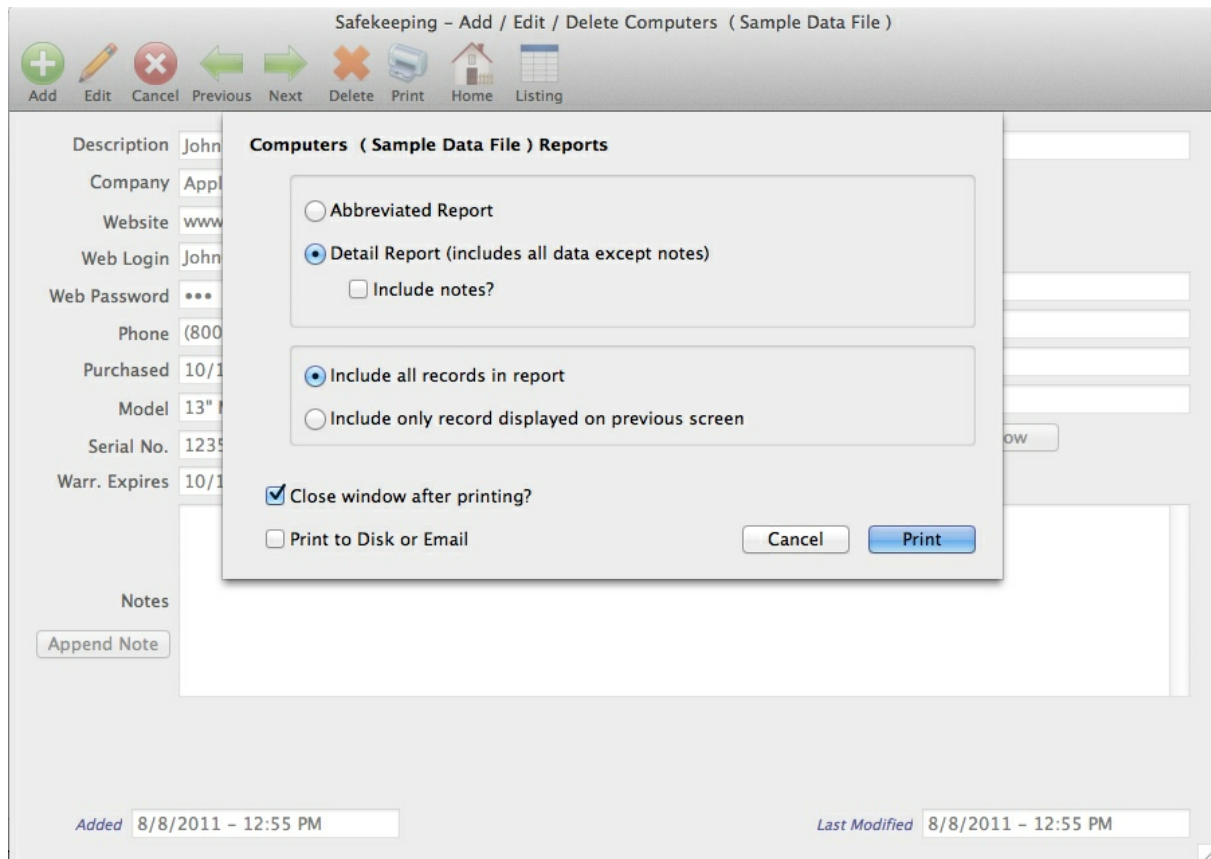 Safekeeping – Add / Edit / Delete Computers ( Sample Data File )
Add Edit Cancel Previous Next Delete Print Home Listing
Computers ( Sample Data File ) Reports
Abbreviated Report
Detail Report (includes all data except notes)
Include notes?
Include all records in report
Include only record displayed on previous screen
Close window after printing?
Print to Disk or Email
Cancel Print
Description John
Company Appl
Website www
Web Login John
Web Password •••
Phone (800
Purchased 10/1
Model 13"
Serial No. 1235
Warr. Expires 10/1
ow
Notes
Append Note
Added 8/8/2011 – 12:55 PM
Last Modified 8/8/2011 – 12:55 PM